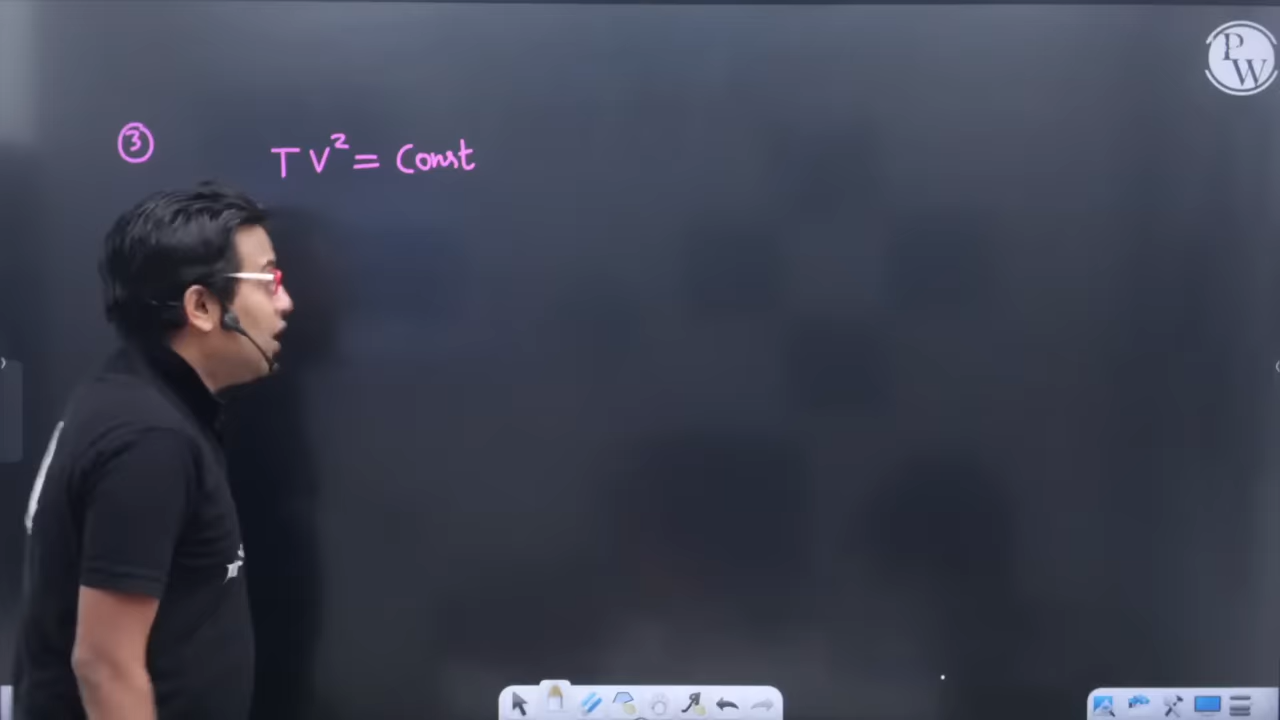 PW
③ TV² = Const